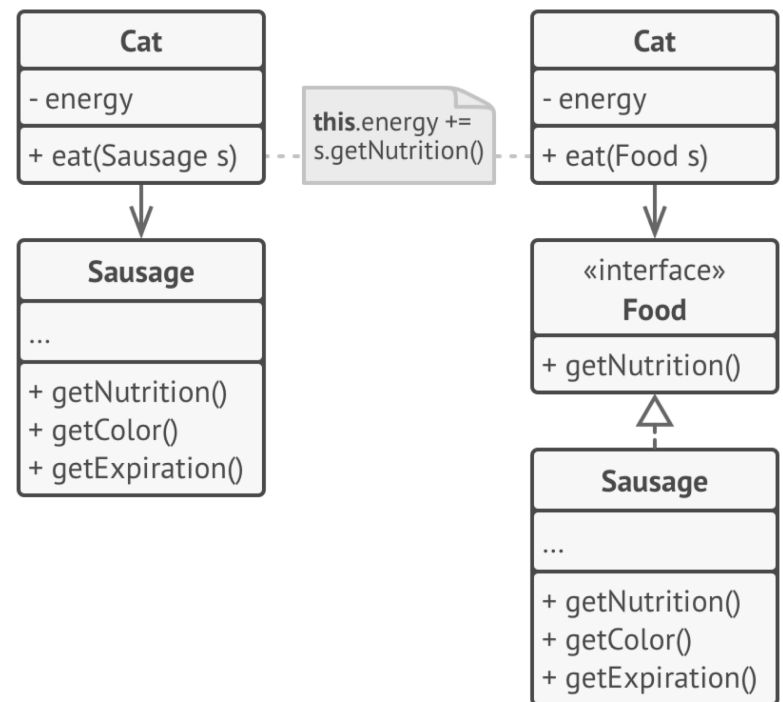 Cat
- energy
+ eat(Sausage s)
Sausage
...
+ getNutrition()
+ getColor()
+ getExpiration()
this.energy +=
s.getNutrition()
Cat
- energy
+ eat(Food s)
«interface»
Food
+ getNutrition()
Sausage
...
+ getNutrition()
+ getColor()
+ getExpiration()